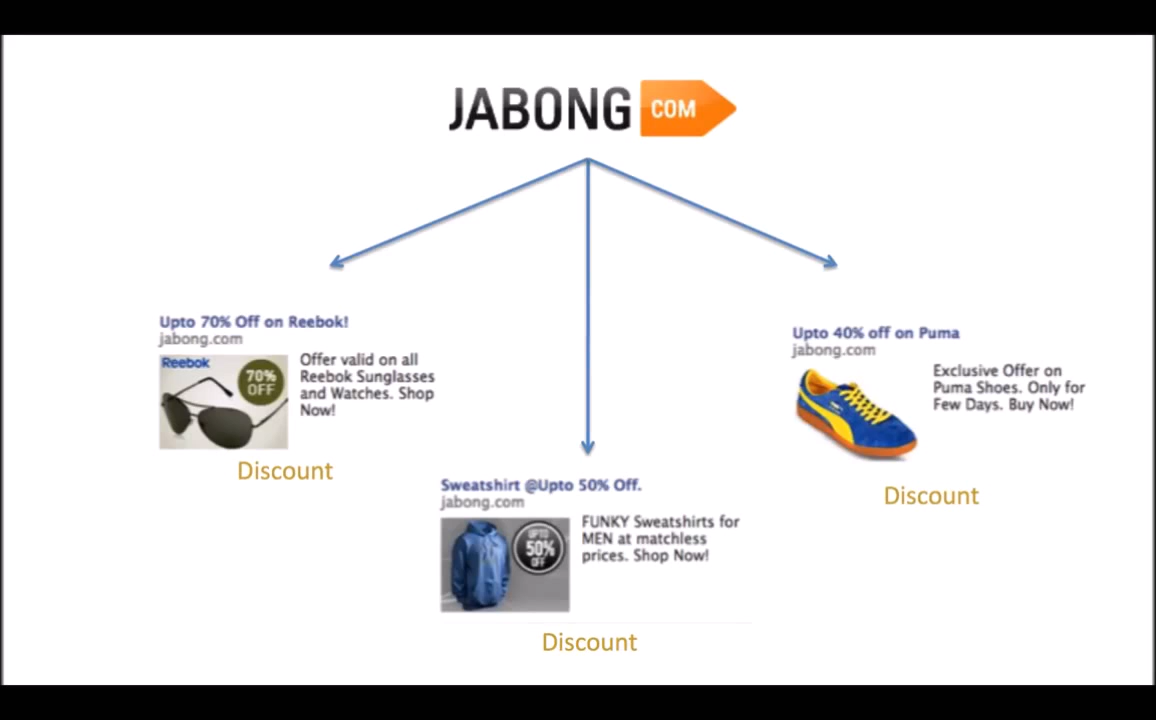 JABONG COM
Upto 70% Off on Reebok!
jabong.com
Reebok
70%
OFF
Offer valid on all
Reebok Sunglasses
and Watches. Shop
Now!
Discount
Sweatshirt @Upto 50% Off.
jabong.com
UPTO
50%
OFF
FUNKY Sweatshirts for
MEN at matchless
prices. Shop Now!
Discount
Upto 40% off on Puma
jabong.com
Exclusive Offer on
Puma Shoes. Only for
Few Days. Buy Now!
Discount